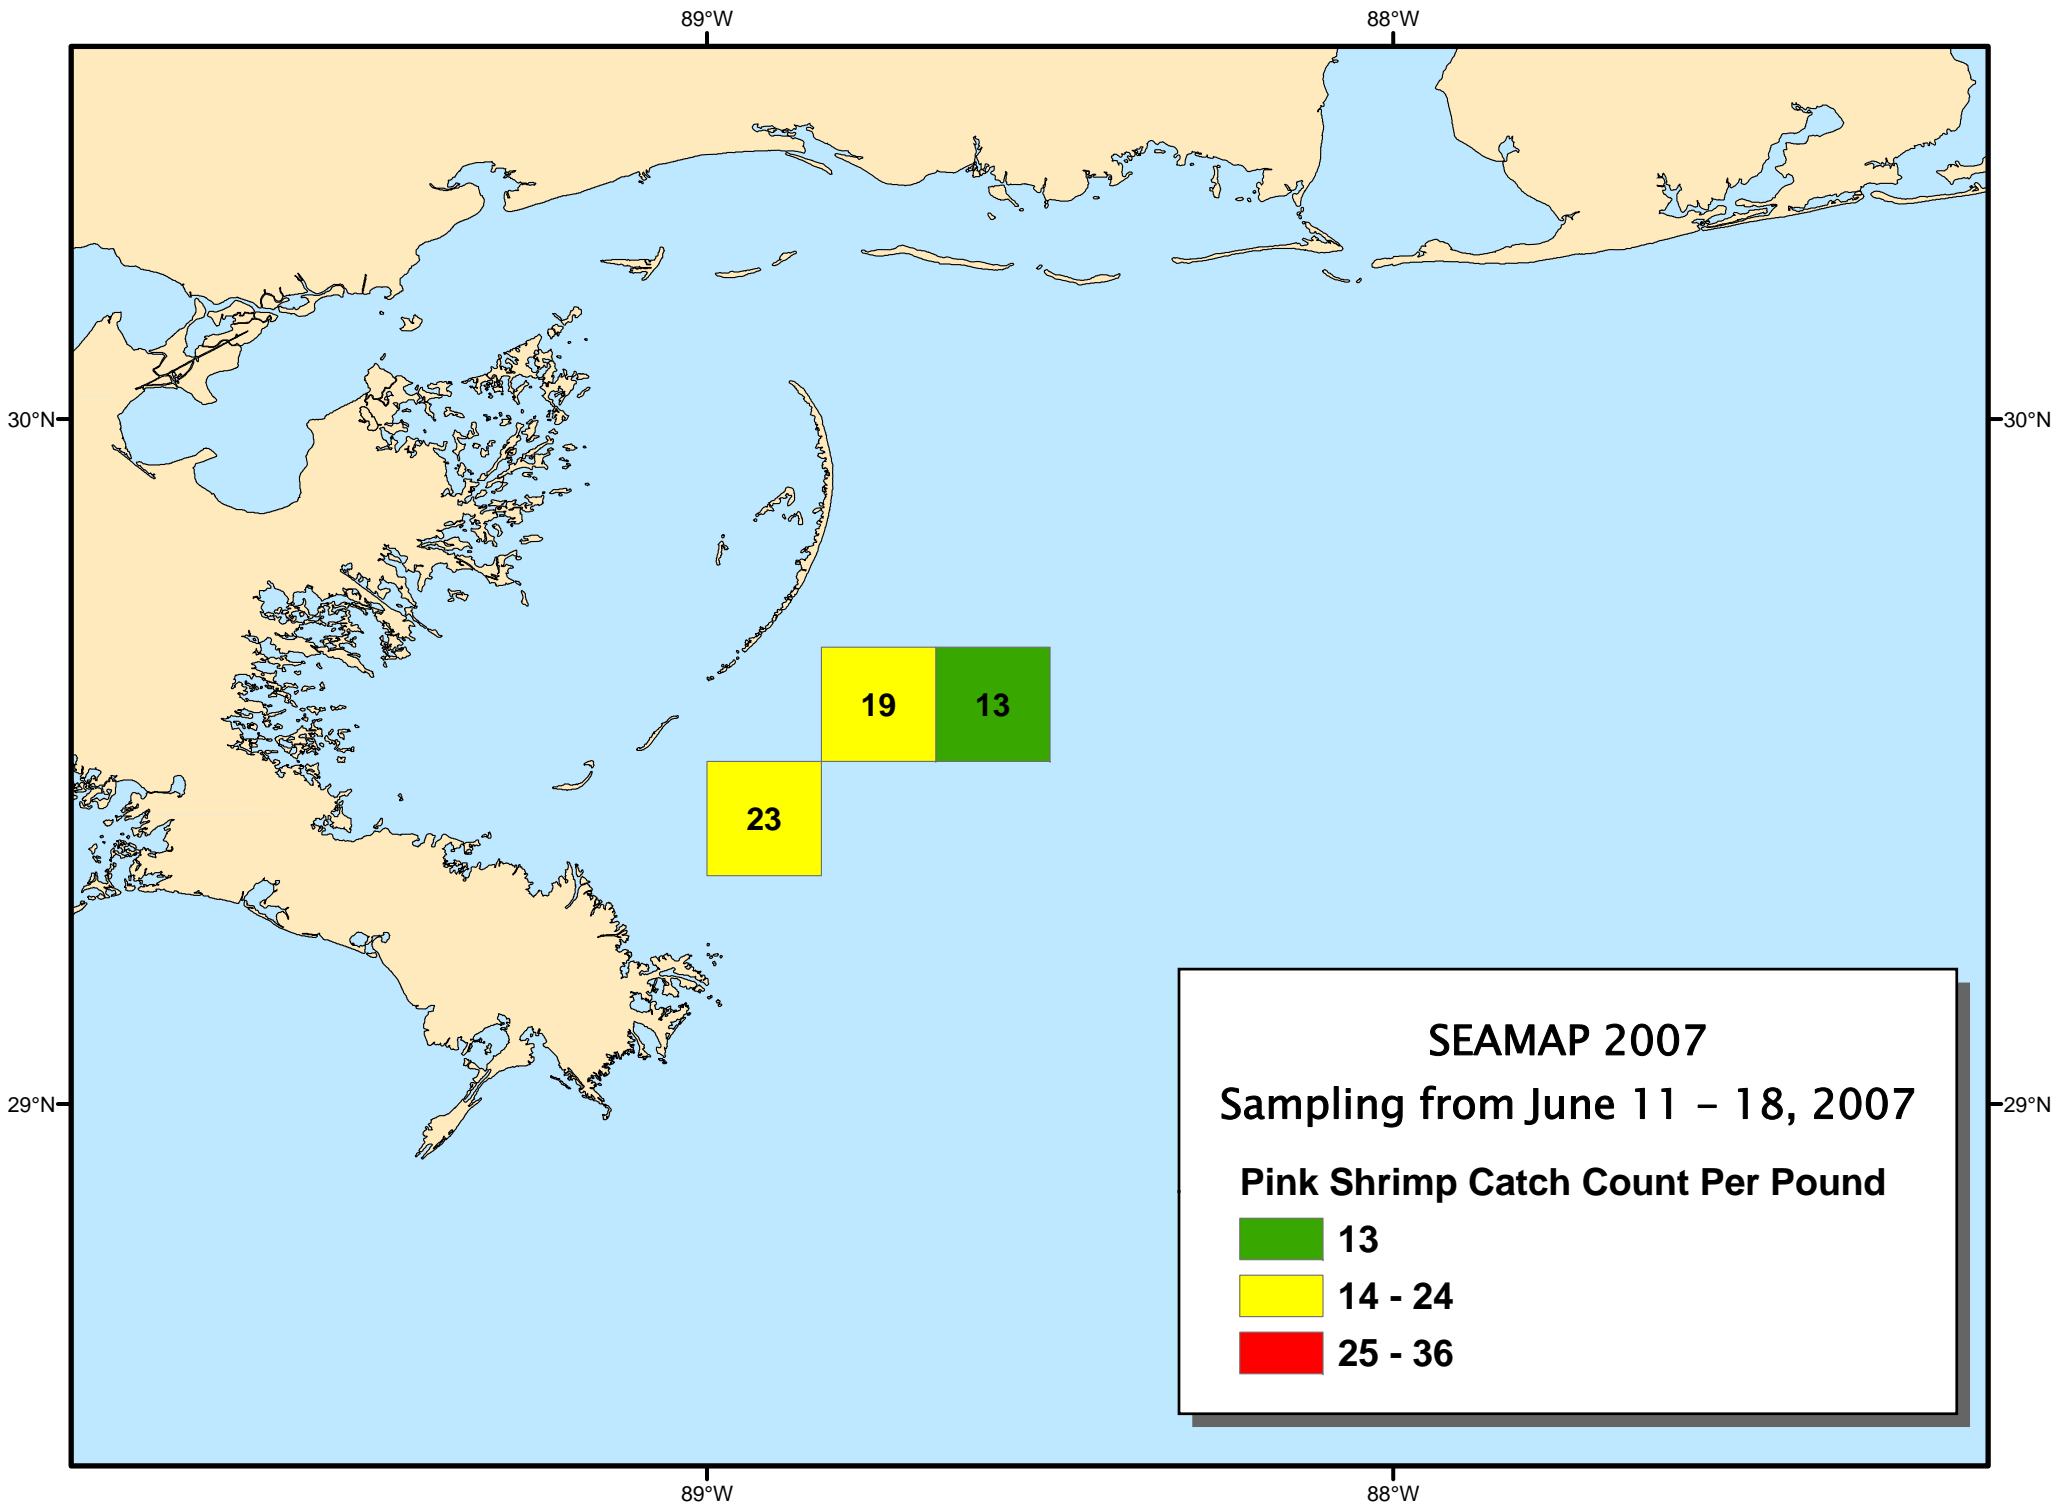 89°W 88°W
30°N 30°N
19 13
23
29°N 29°N
SEAMAP 2007
Sampling from June 11 – 18, 2007
Pink Shrimp Catch Count Per Pound
13
14 - 24
25 - 36
89°W 88°W